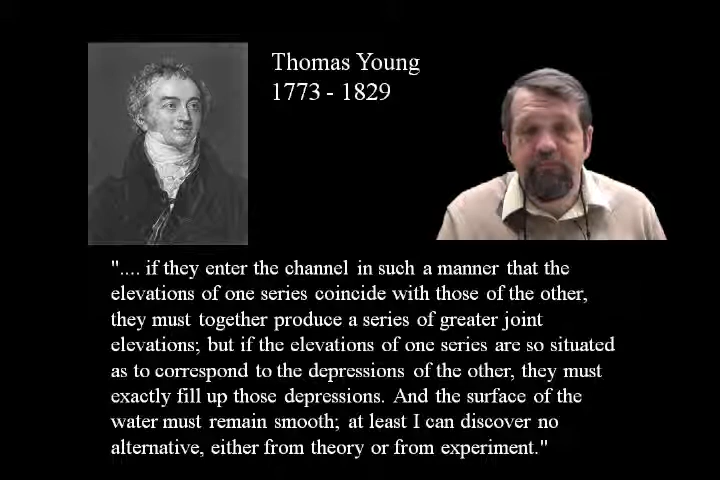 Thomas Young
1773 - 1829
".... if they enter the channel in such a manner that the
elevations of one series coincide with those of the other,
they must together produce a series of greater joint
elevations; but if the elevations of one series are so situated
as to correspond to the depressions of the other, they must
exactly fill up those depressions. And the surface of the
water must remain smooth; at least I can discover no
alternative, either from theory or from experiment."